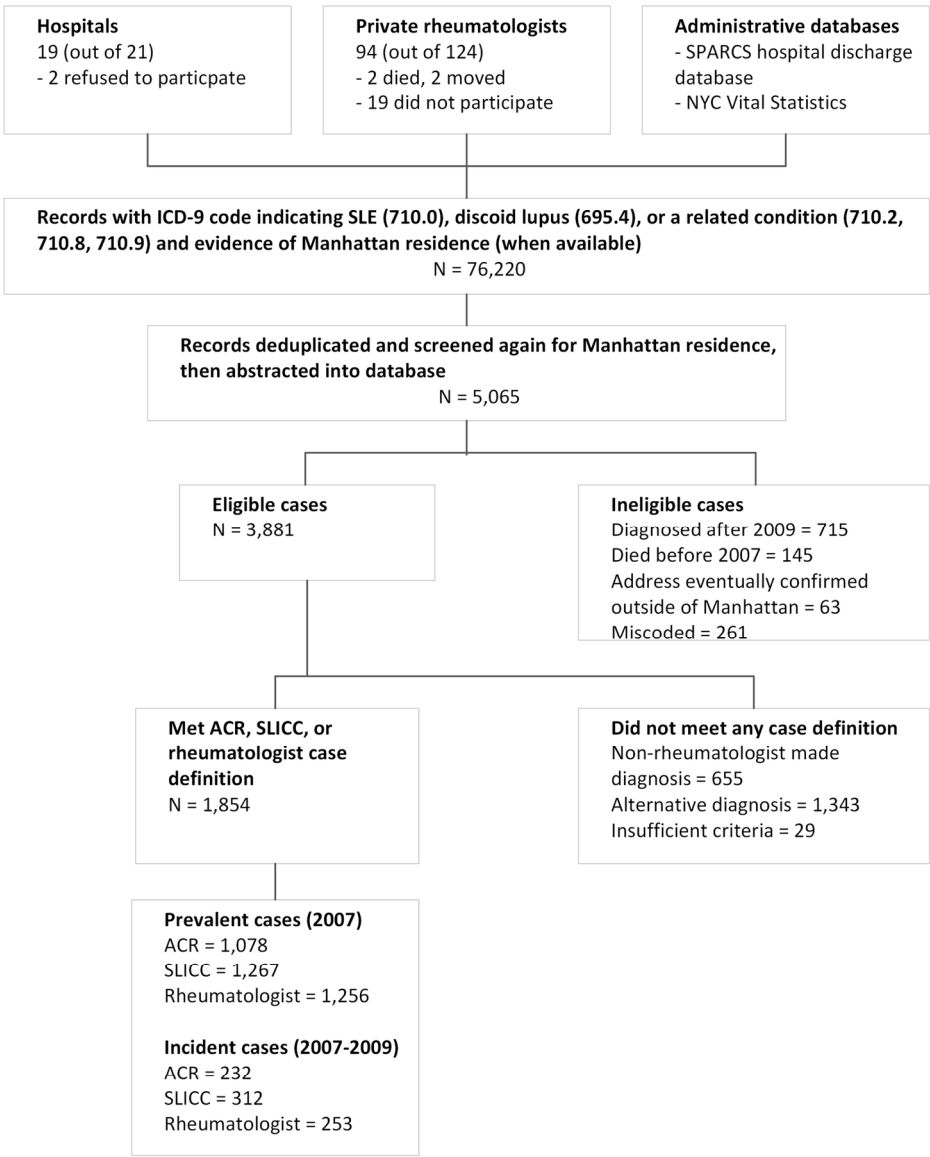 Hospitals
19 (out of 21)
- 2 refused to particpate
Private rheumatologists
94 (out of 124)
- 2 died, 2 moved
- 19 did not participate
Administrative databases
- SPARCS hospital discharge
database
- NYC Vital Statistics
Records with ICD-9 code indicating SLE (710.0), discoid lupus (695.4), or a related condition (710.2,
710.8, 710.9) and evidence of Manhattan residence (when available)
N = 76,220
Records deduplicated and screened again for Manhattan residence,
then abstracted into database
N = 5,065
Eligible cases
N = 3,881
Ineligible cases
Diagnosed after 2009 = 715
Died before 2007 = 145
Address eventually confirmed
outside of Manhattan = 63
Miscoded = 261
Met ACR, SLICC, or
rheumatologist case
definition
N = 1,854
Did not meet any case definition
Non-rheumatologist made
diagnosis = 655
Alternative diagnosis = 1,343
Insufficient criteria = 29
Prevalent cases (2007)
ACR = 1,078
SLICC = 1,267
Rheumatologist = 1,256
Incident cases (2007-2009)
ACR = 232
SLICC = 312
Rheumatologist = 253